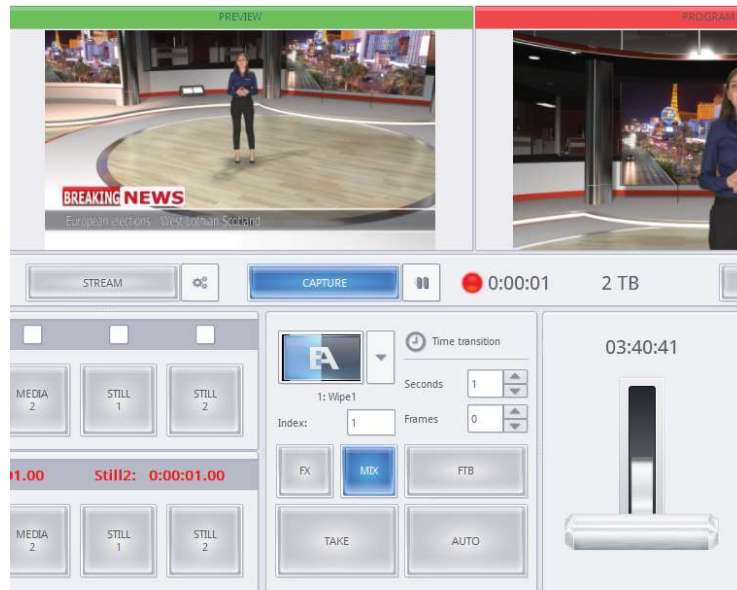 PREVIEW
PROGRAM
BREAKING NEWS
European elections - West Lothian Scotland
STREAM
CAPTURE
0:00:01
2 TB
MEDIA 2
STILL 1
STILL 2
EA
1: Wipe1
Index: 1
Time transition
Seconds 1
Frames 0
03:40:41
FX
MIX
FTB
01.00
Still2: 0:00:01.00
MEDIA 2
STILL 1
STILL 2
TAKE
AUTO